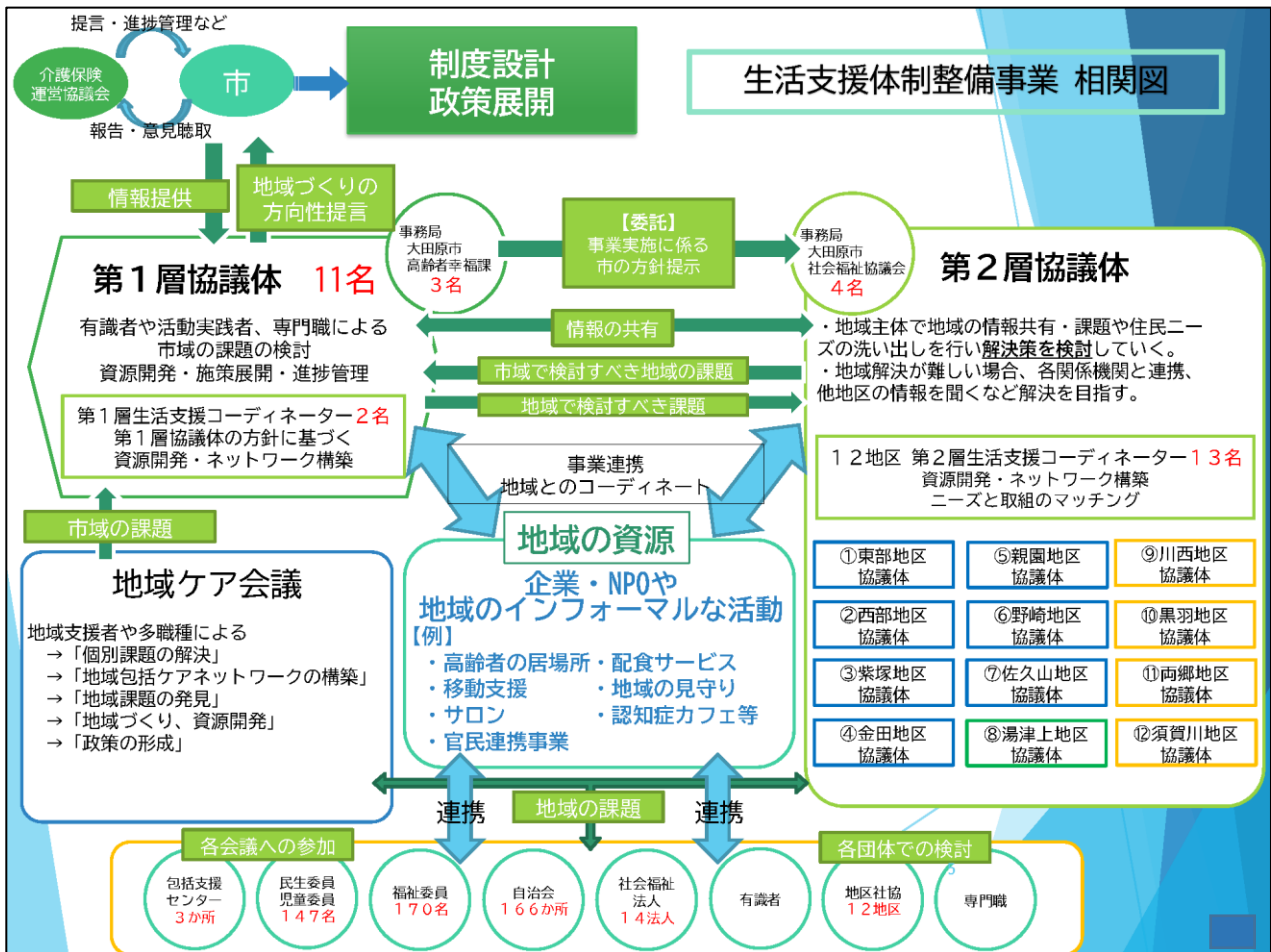 提言・進捗管理など
介護保険
運営協議会
市
報告・意見聴取
制度設計
政策展開
生活支援体制整備事業 相関図
情報提供
地域づくりの
方向性提言
事務局
大田原市
高齢者幸福課
3名
【委託】
事業実施に係る
市の方針提示
事務局
大田原市
社会福祉協議会
4名
第1層協議体 11名
有識者や活動実践者、専門職による
市域の課題の検討
資源開発・施策展開・進捗管理
第1層生活支援コーディネーター2名
第1層協議体の方針に基づく
資源開発・ネットワーク構築
情報の共有
市域で検討すべき地域の課題
地域で検討すべき課題
第2層協議体
・地域主体で地域の情報共有・課題や住民ニー
ズの洗い出しを行い解決策を検討していく。
・地域解決が難しい場合、各関係機関と連携、
他地区の情報を聞くなど解決を目指す。
12地区 第2層生活支援コーディネーター13名
資源開発・ネットワーク構築
ニーズと取組のマッチング
①東部地区
協議体
⑤親園地区
協議体
⑨川西地区
協議体
②西部地区
協議体
⑥野崎地区
協議体
⑩黒羽地区
協議体
③紫塚地区
協議体
⑦佐久山地区
協議体
⑪両郷地区
協議体
④金田地区
協議体
⑧湯津上地区
協議体
⑫須賀川地区
協議体
事業連携
地域とのコーディネート
市域の課題
地域ケア会議
地域支援者や多職種による
→「個別課題の解決」
→「地域包括ケアネットワークの構築」
→「地域課題の発見」
→「地域づくり、資源開発」
→「政策の形成」
地域の資源
企業・NPOや
地域のインフォーマルな活動
【例】
・高齢者の居場所・配食サービス
・移動支援 ・地域の見守り
・サロン ・認知症カフェ等
・官民連携事業
連携
地域の課題
連携
各会議への参加
各団体での検討
包括支援
センター
3か所
民生委員
児童委員
147名
福祉委員
170名
自治会
166か所
社会福祉
法人
14法人
有識者
地区社協
12地区
専門職